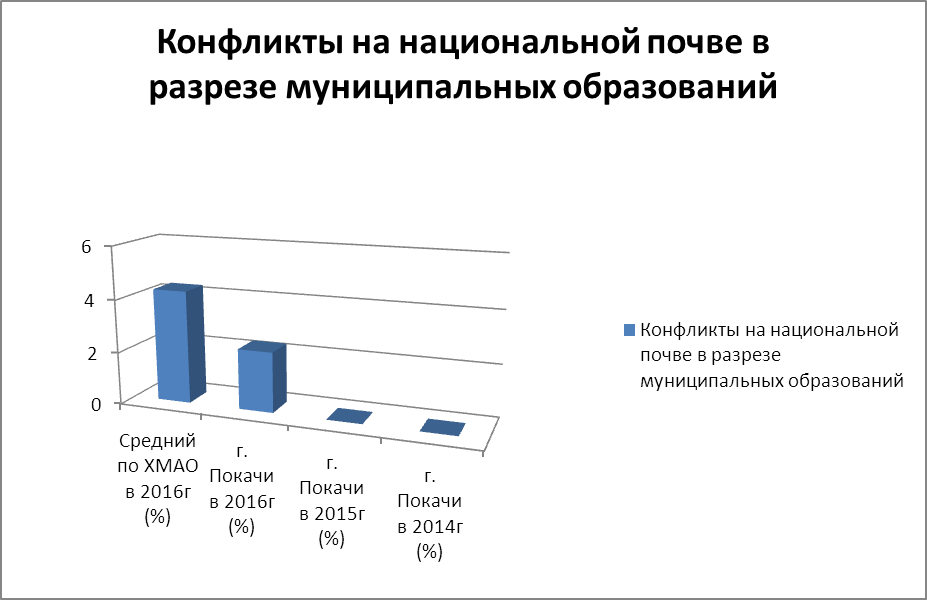 Конфликты на национальной почве в
разрезе муниципальных образований
6
4
2
0
Средний
по ХМАО
в 2016г
(%)
г.
Покачи
в 2016г
(%)
г.
Покачи
в 2015г
(%)
г.
Покачи
в 2014г
(%)
Конфликты на национальной
почве в разрезе
муниципальных образований